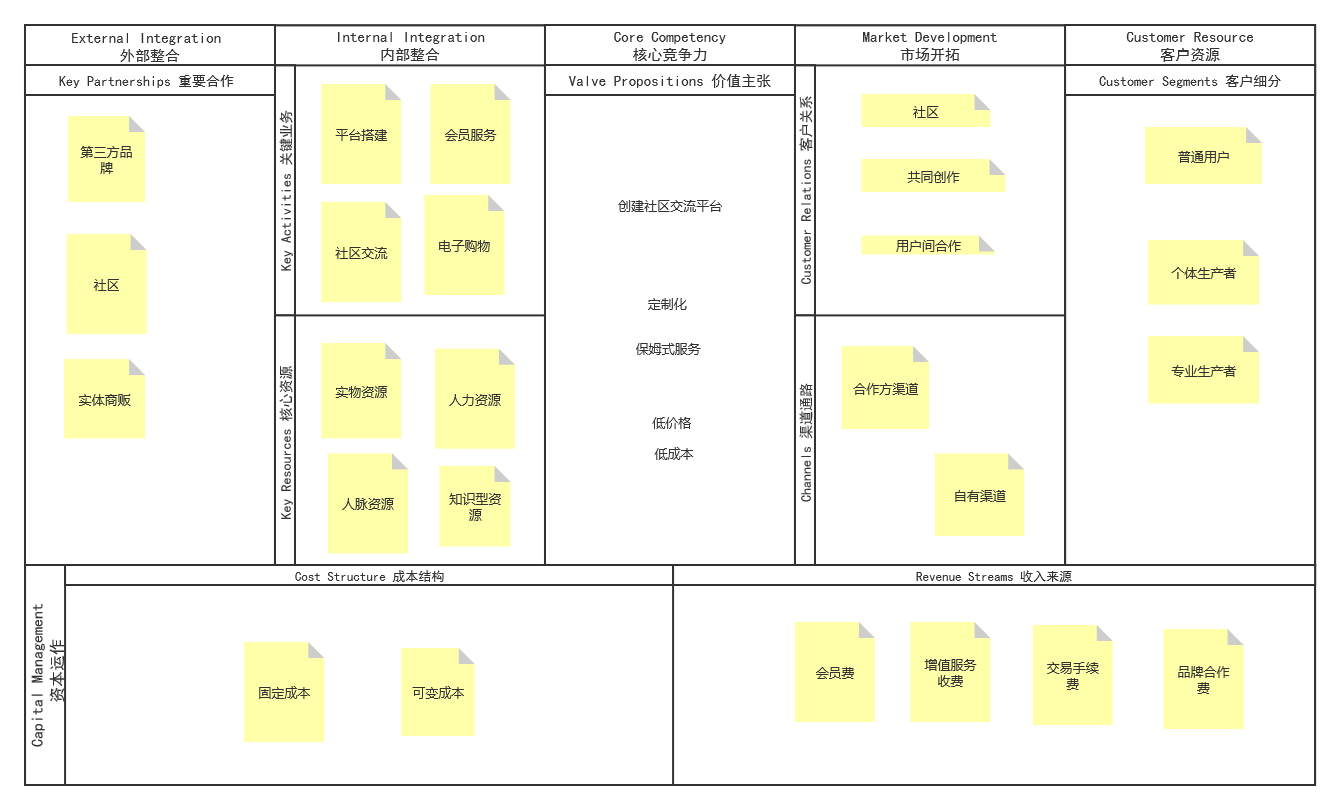 External Integration
外部整合
Internal Integration
内部整合
Core Competency
核心竞争力
Market Development
市场开拓
Customer Resource
客户资源
Key Partnerships 重要合作
第三方品
牌
社区
实体商贩
Key Activities 关键业务
平台搭建
会员服务
社区交流
电子购物
Key Resources 核心资源
实物资源
人力资源
人脉资源
知识型资
源
Valve Propositions 价值主张
创建社区交流平台
定制化
保姆式服务
低价格
低成本
Customer Relations 客户关系
社区
共同创作
用户间合作
Channels 渠道通路
合作方渠道
自有渠道
Customer Segments 客户细分
普通用户
个体生产者
专业生产者
Capital Management
资本运作
Cost Structure 成本结构
固定成本
可变成本
Revenue Streams 收入来源
会员费
增值服务
收费
交易手续
费
品牌合作
费